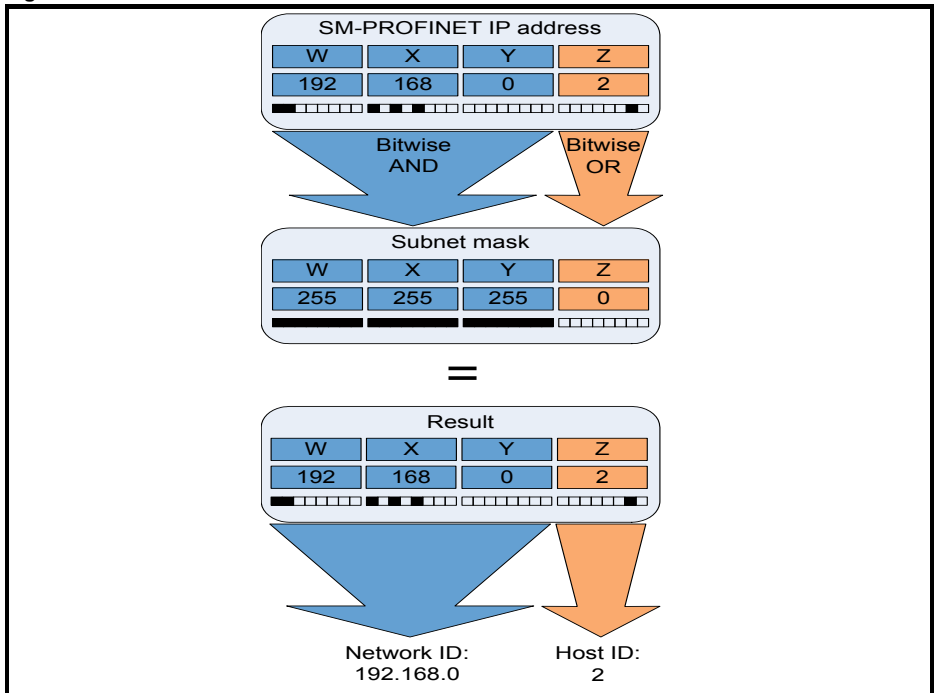 SM-PROFINET IP address
W X Y Z
192 168 0 2
Bitwise AND
Bitwise OR
Subnet mask
W X Y Z
255 255 255 0
=
Result
W X Y Z
192 168 0 2
Network ID:
192.168.0
Host ID:
2